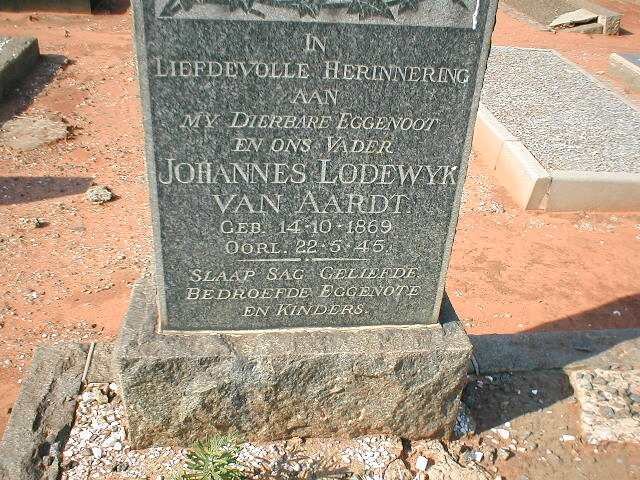 IN
LIEFDEVOLLE HERINNERING
AAN
MY DIERBARE EGGENOOT
EN ONS VADER
JOHANNES LODEWYK
VAN AARDT.
GEB. 14·10·1869
OORL. 22·5·45.
SLAAP SAG GELIEFDE
BEDROEFDE EGGENOTE
EN KINDERS.